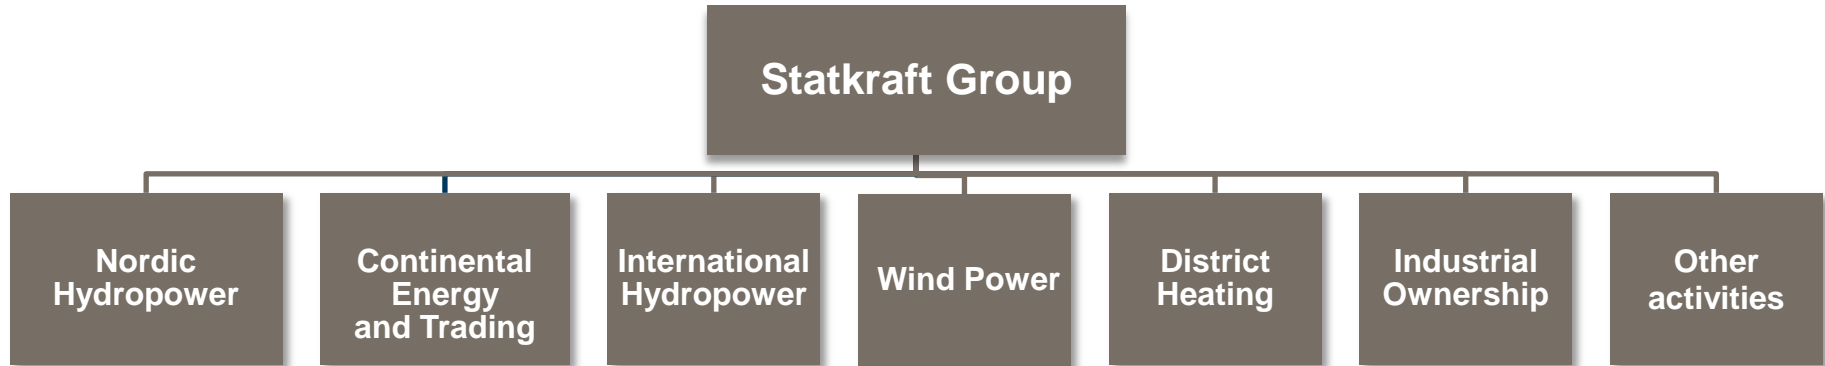 Statkraft Group
Nordic
Hydropower
Continental
Energy
and Trading
International
Hydropower
Wind Power
District
Heating
Industrial
Ownership
Other
activities